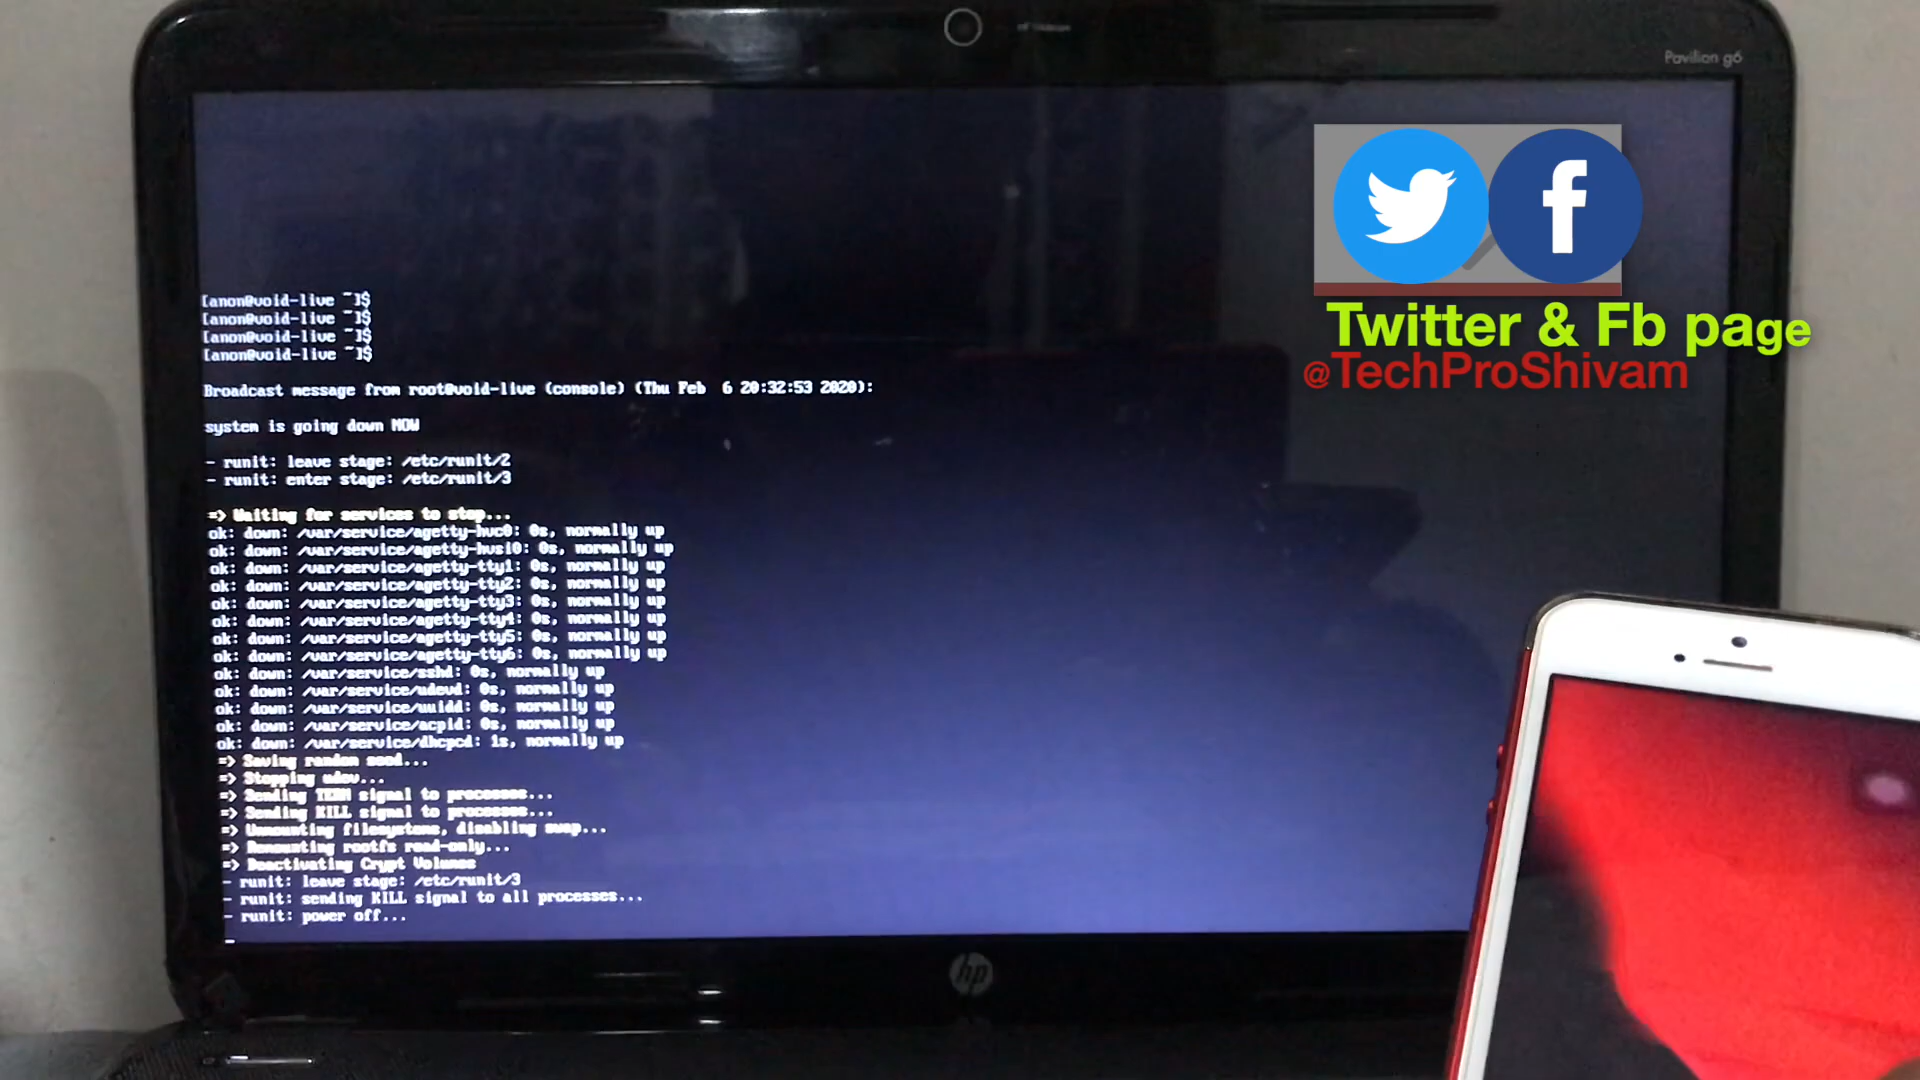 Pavilion g6
[anon@void-live ~]$
[anon@void-live ~]$
[anon@void-live ~]$
[anon@void-live ~]$
Broadcast message from root@void-live (console) (Thu Feb  6 20:32:53 2020):
system is going down NOW
- runit: leave stage: /etc/runit/2
- runit: enter stage: /etc/runit/3
=> Waiting for services to stop...
ok: down: /var/service/agetty-hvc0: 0s, normally up
ok: down: /var/service/agetty-hvsi0: 0s, normally up
ok: down: /var/service/agetty-tty1: 0s, normally up
ok: down: /var/service/agetty-tty2: 0s, normally up
ok: down: /var/service/agetty-tty3: 0s, normally up
ok: down: /var/service/agetty-tty4: 0s, normally up
ok: down: /var/service/agetty-tty5: 0s, normally up
ok: down: /var/service/agetty-tty6: 0s, normally up
ok: down: /var/service/sshd: 0s, normally up
ok: down: /var/service/udevd: 0s, normally up
ok: down: /var/service/uuidd: 0s, normally up
ok: down: /var/service/acpid: 0s, normally up
ok: down: /var/service/dhcpcd: 1s, normally up
=> Saving random seed...
=> Stopping udev...
=> Sending TERM signal to processes...
=> Sending KILL signal to processes...
=> Unmounting filesystems, disabling swap...
=> Remounting rootfs read-only...
=> Deactivating Crypt Volumes
- runit: leave stage: /etc/runit/3
- runit: sending KILL signal to all processes...
- runit: power off...
f
Twitter & Fb page
@TechProShivam
hp